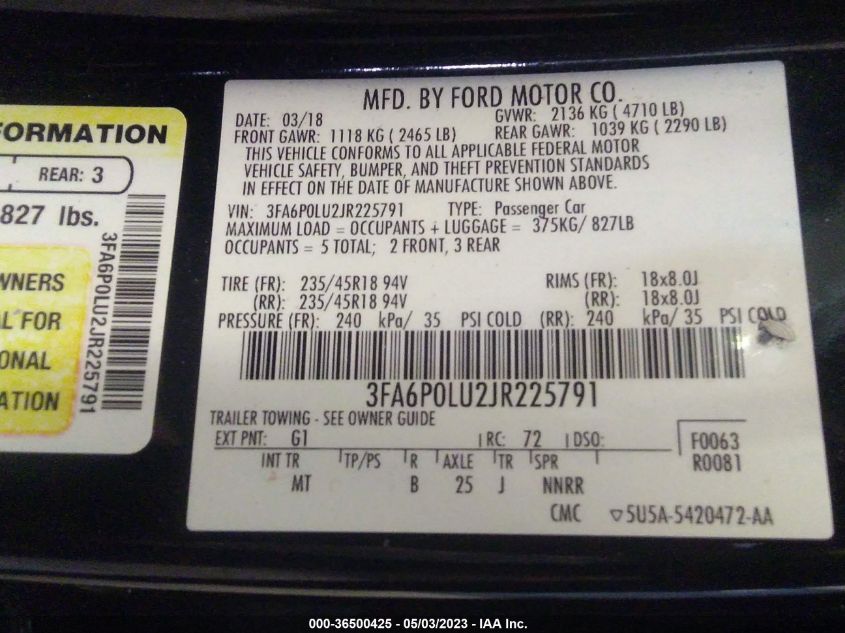 FORMATION
REAR: 3
827 lbs.
WNERS
AL FOR
ONAL
ATION
3FA6P0LU2JR225791
MFD. BY FORD MOTOR CO.
DATE: 03/18 GVWR: 2136 KG ( 4710 LB)
FRONT GAWR: 1118 KG ( 2465 LB) REAR GAWR: 1039 KG ( 2290 LB)
THIS VEHICLE CONFORMS TO ALL APPLICABLE FEDERAL MOTOR
VEHICLE SAFETY, BUMPER, AND THEFT PREVENTION STANDARDS
IN EFFECT ON THE DATE OF MANUFACTURE SHOWN ABOVE.
VIN: 3FA6P0LU2JR225791 TYPE: Passenger Car
MAXIMUM LOAD = OCCUPANTS + LUGGAGE = 375KG/ 827LB
OCCUPANTS = 5 TOTAL; 2 FRONT, 3 REAR
TIRE (FR): 235/45R18 94V RIMS (FR): 18x8.0J
(RR): 235/45R18 94V (RR): 18x8.0J
PRESSURE (FR): 240 kPa/ 35 PSI COLD (RR): 240 kPa/ 35 PSI COLD
3FA6P0LU2JR225791
TRAILER TOWING - SEE OWNER GUIDE
EXT PNT: G1 RC: 72 DSO: F0063
INT TR TP/PS R AXLE TR SPR R0081
MT B 25 J NNRR
CMC ▽5U5A-5420472-AA
000-36500425 - 05/03/2023 - IAA Inc.